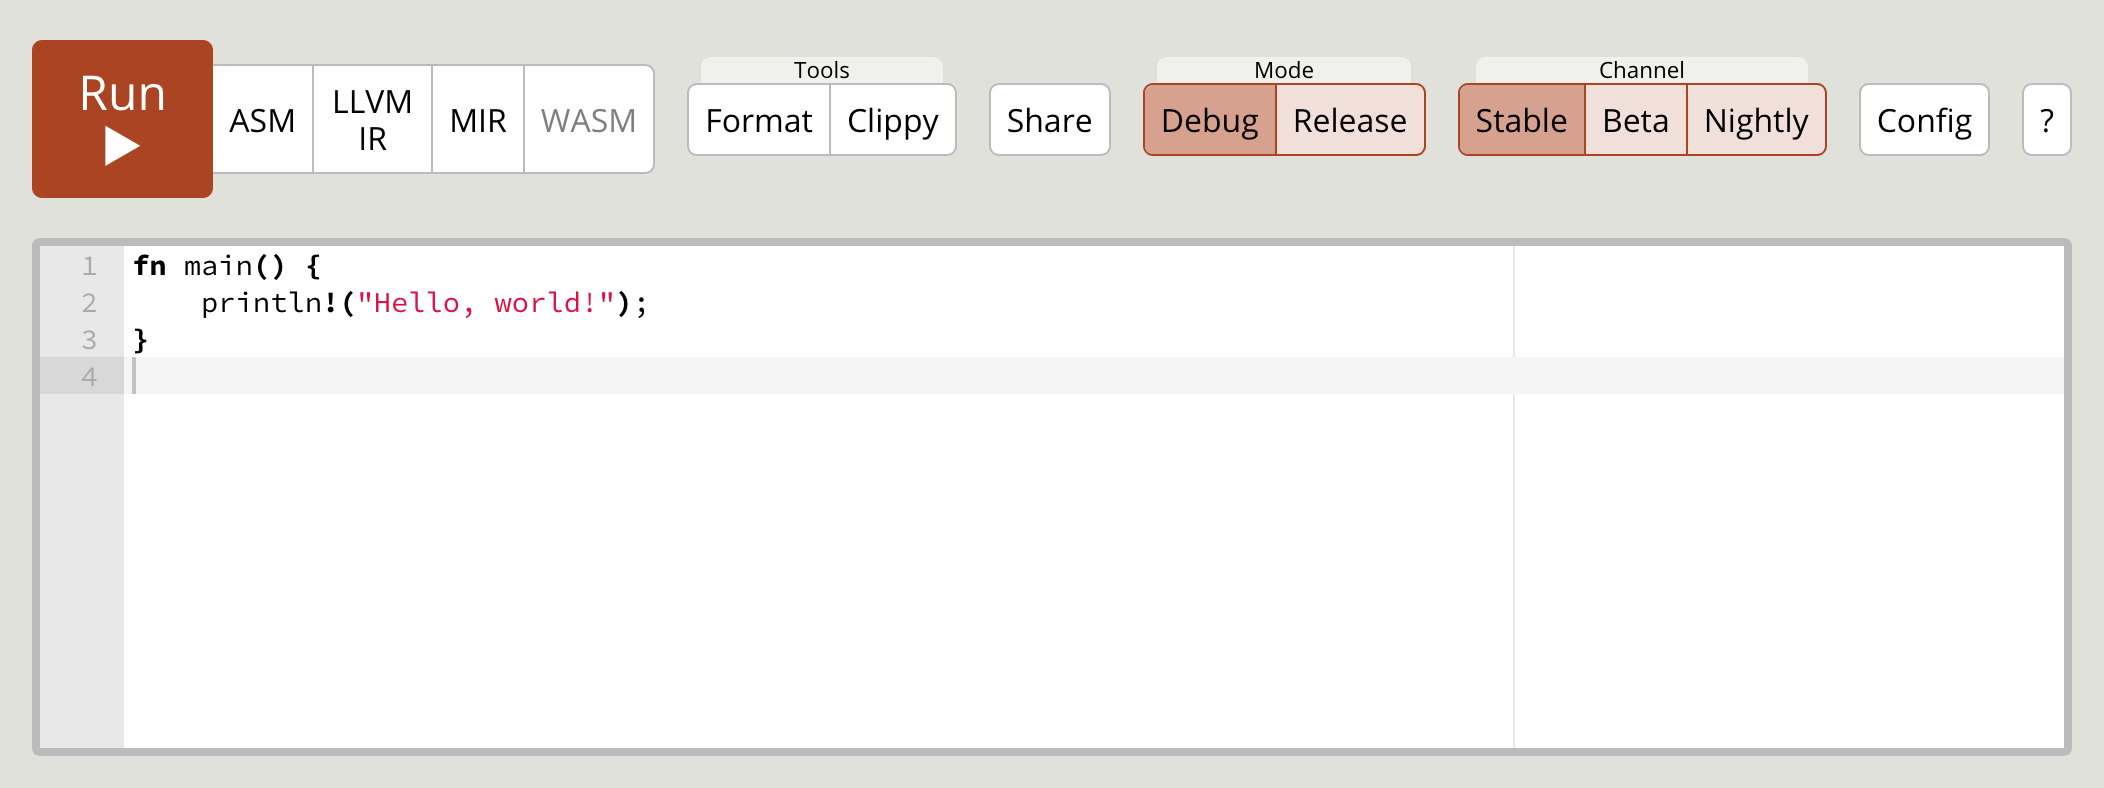 Run
ASM
LLVM
IR
MIR
WASM
Tools
Format
Clippy
Share
Mode
Debug
Release
Channel
Stable
Beta
Nightly
Config
?
1 fn main() {
2     println!("Hello, world!");
3 }
4